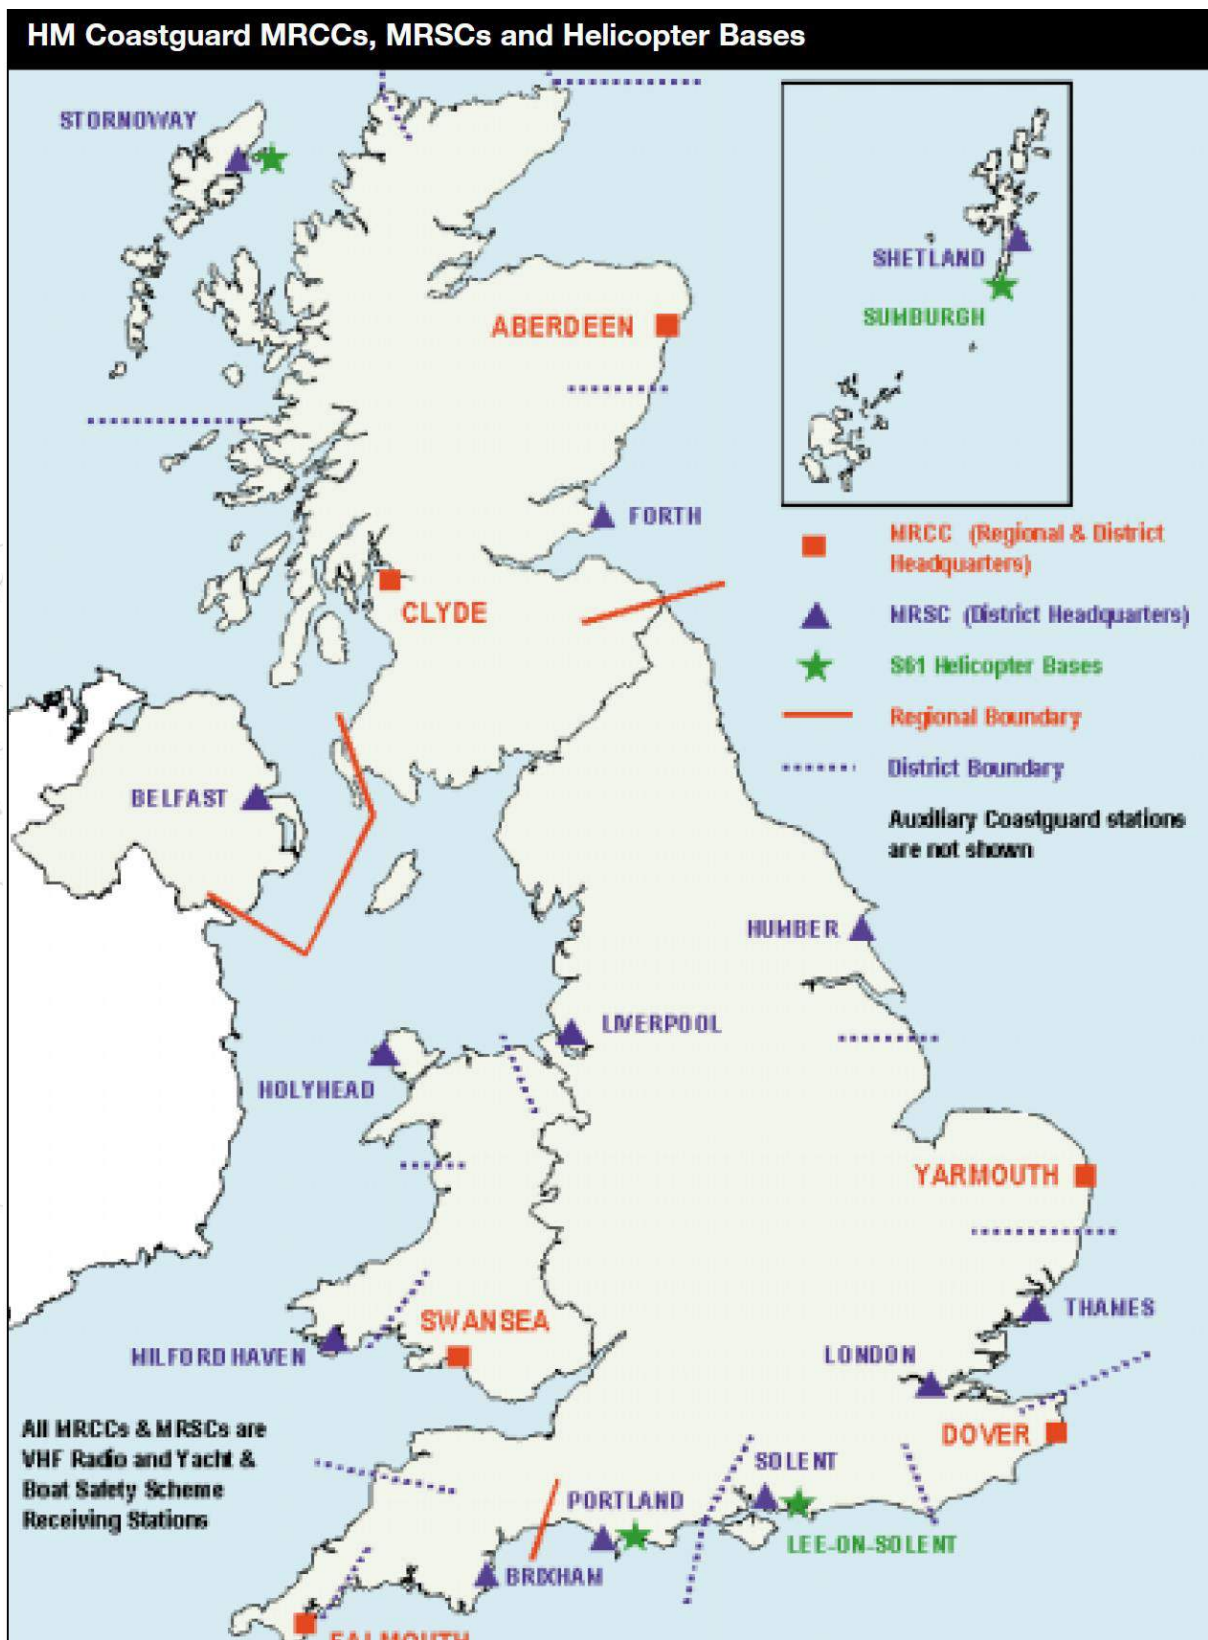 HM Coastguard MRCCs, MRSCs and Helicopter Bases
STORNOWAY
SHETLAND
SUMBURGH
ABERDEEN
FORTH
MRCC (Regional & District
Headquarters)
CLYDE
MRSC (District Headquarters)
S61 Helicopter Bases
Regional Boundary
District Boundary
BELFAST
Auxiliary Coastguard stations
are not shown
HUMBER
LIVERPOOL
HOLYHEAD
YARMOUTH
THAMES
SWANSEA
MILFORD HAVEN
LONDON
DOVER
All MRCCs & MRSCs are
VHF Radio and Yacht &
Boat Safety Scheme
Receiving Stations
SOLENT
PORTLAND
LEE-ON-SOLENT
BRIXHAM
FALMOUTH